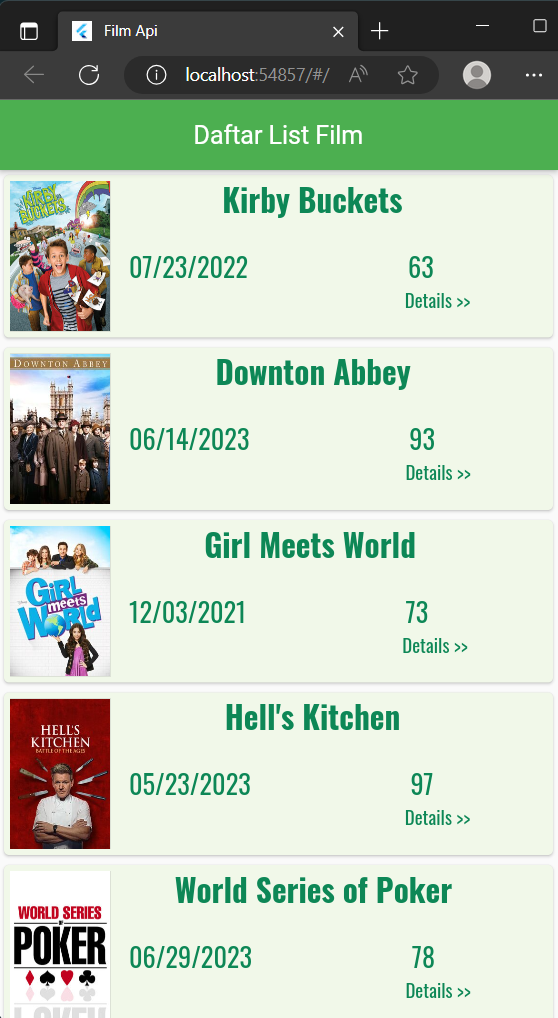 Film Api
localhost:54857/#/
Daftar List Film
KIRBY
BUCKETS
Kirby Buckets
07/23/2022 63
Details >>
DOWNTON ABBEY
Downton Abbey
06/14/2023 93
Details >>
GiRL
meets
WoRLD
Girl Meets World
12/03/2021 73
Details >>
HELL'S
KITCHEN
BATTLE OF THE AGES
Hell's Kitchen
05/23/2023 97
Details >>
WORLD SERIES
OF
POKER
World Series of Poker
06/29/2023 78
Details >>